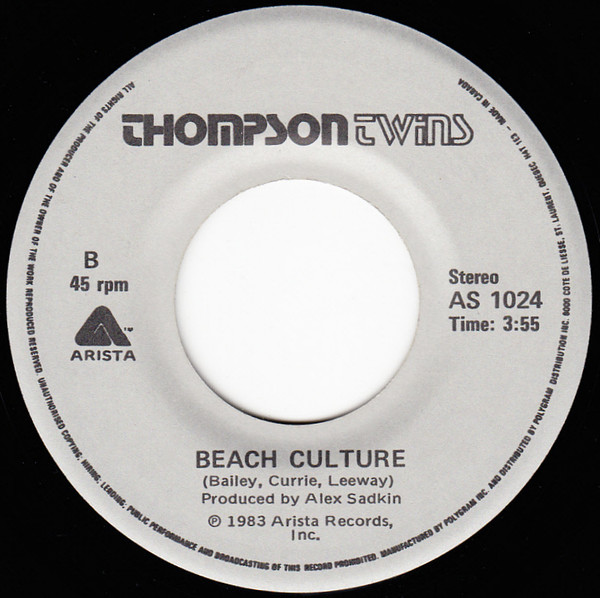 THOMPSON TWINS
B
45 rpm
ARISTA
Stereo
AS 1024
Time: 3:55
BEACH CULTURE
(Bailey, Currie, Leeway)
Produced by Alex Sadkin
℗ 1983 Arista Records,
Inc.
ALL RIGHTS OF THE PRODUCER AND OF THE OWNER OF THE WORK REPRODUCED RESERVED. UNAUTHORISED COPYING, HIRING, LENDING, PUBLIC PERFORMANCE AND BROADCASTING OF THIS RECORD PROHIBITED. MANUFACTURED BY POLYGRAM INC. AND DISTRIBUTED BY POLYGRAM DISTRIBUTION INC. 6000 COTE DE LIESSE, ST. LAURENT, QUEBEC H4T 1E3 – MADE IN CANADA